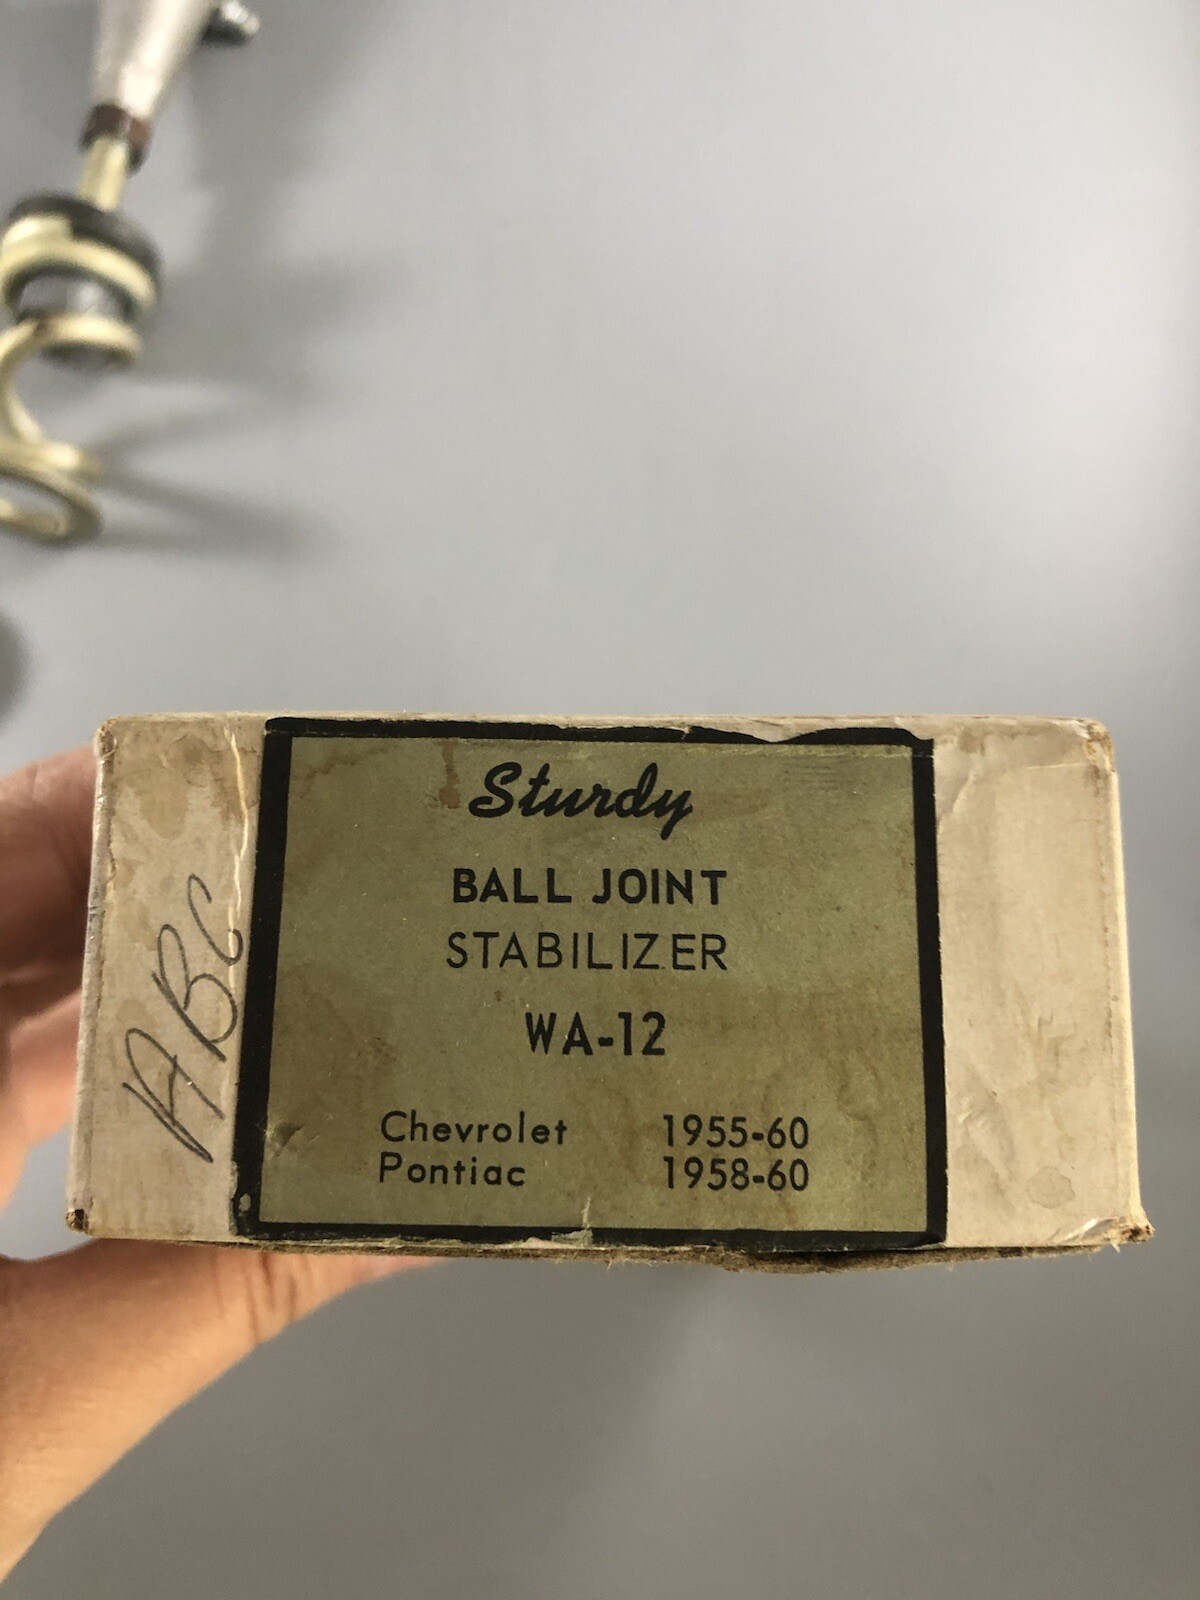 Sturdy
BALL JOINT
STABILIZER
WA-12
Chevrolet 1955-60
Pontiac 1958-60
ABC